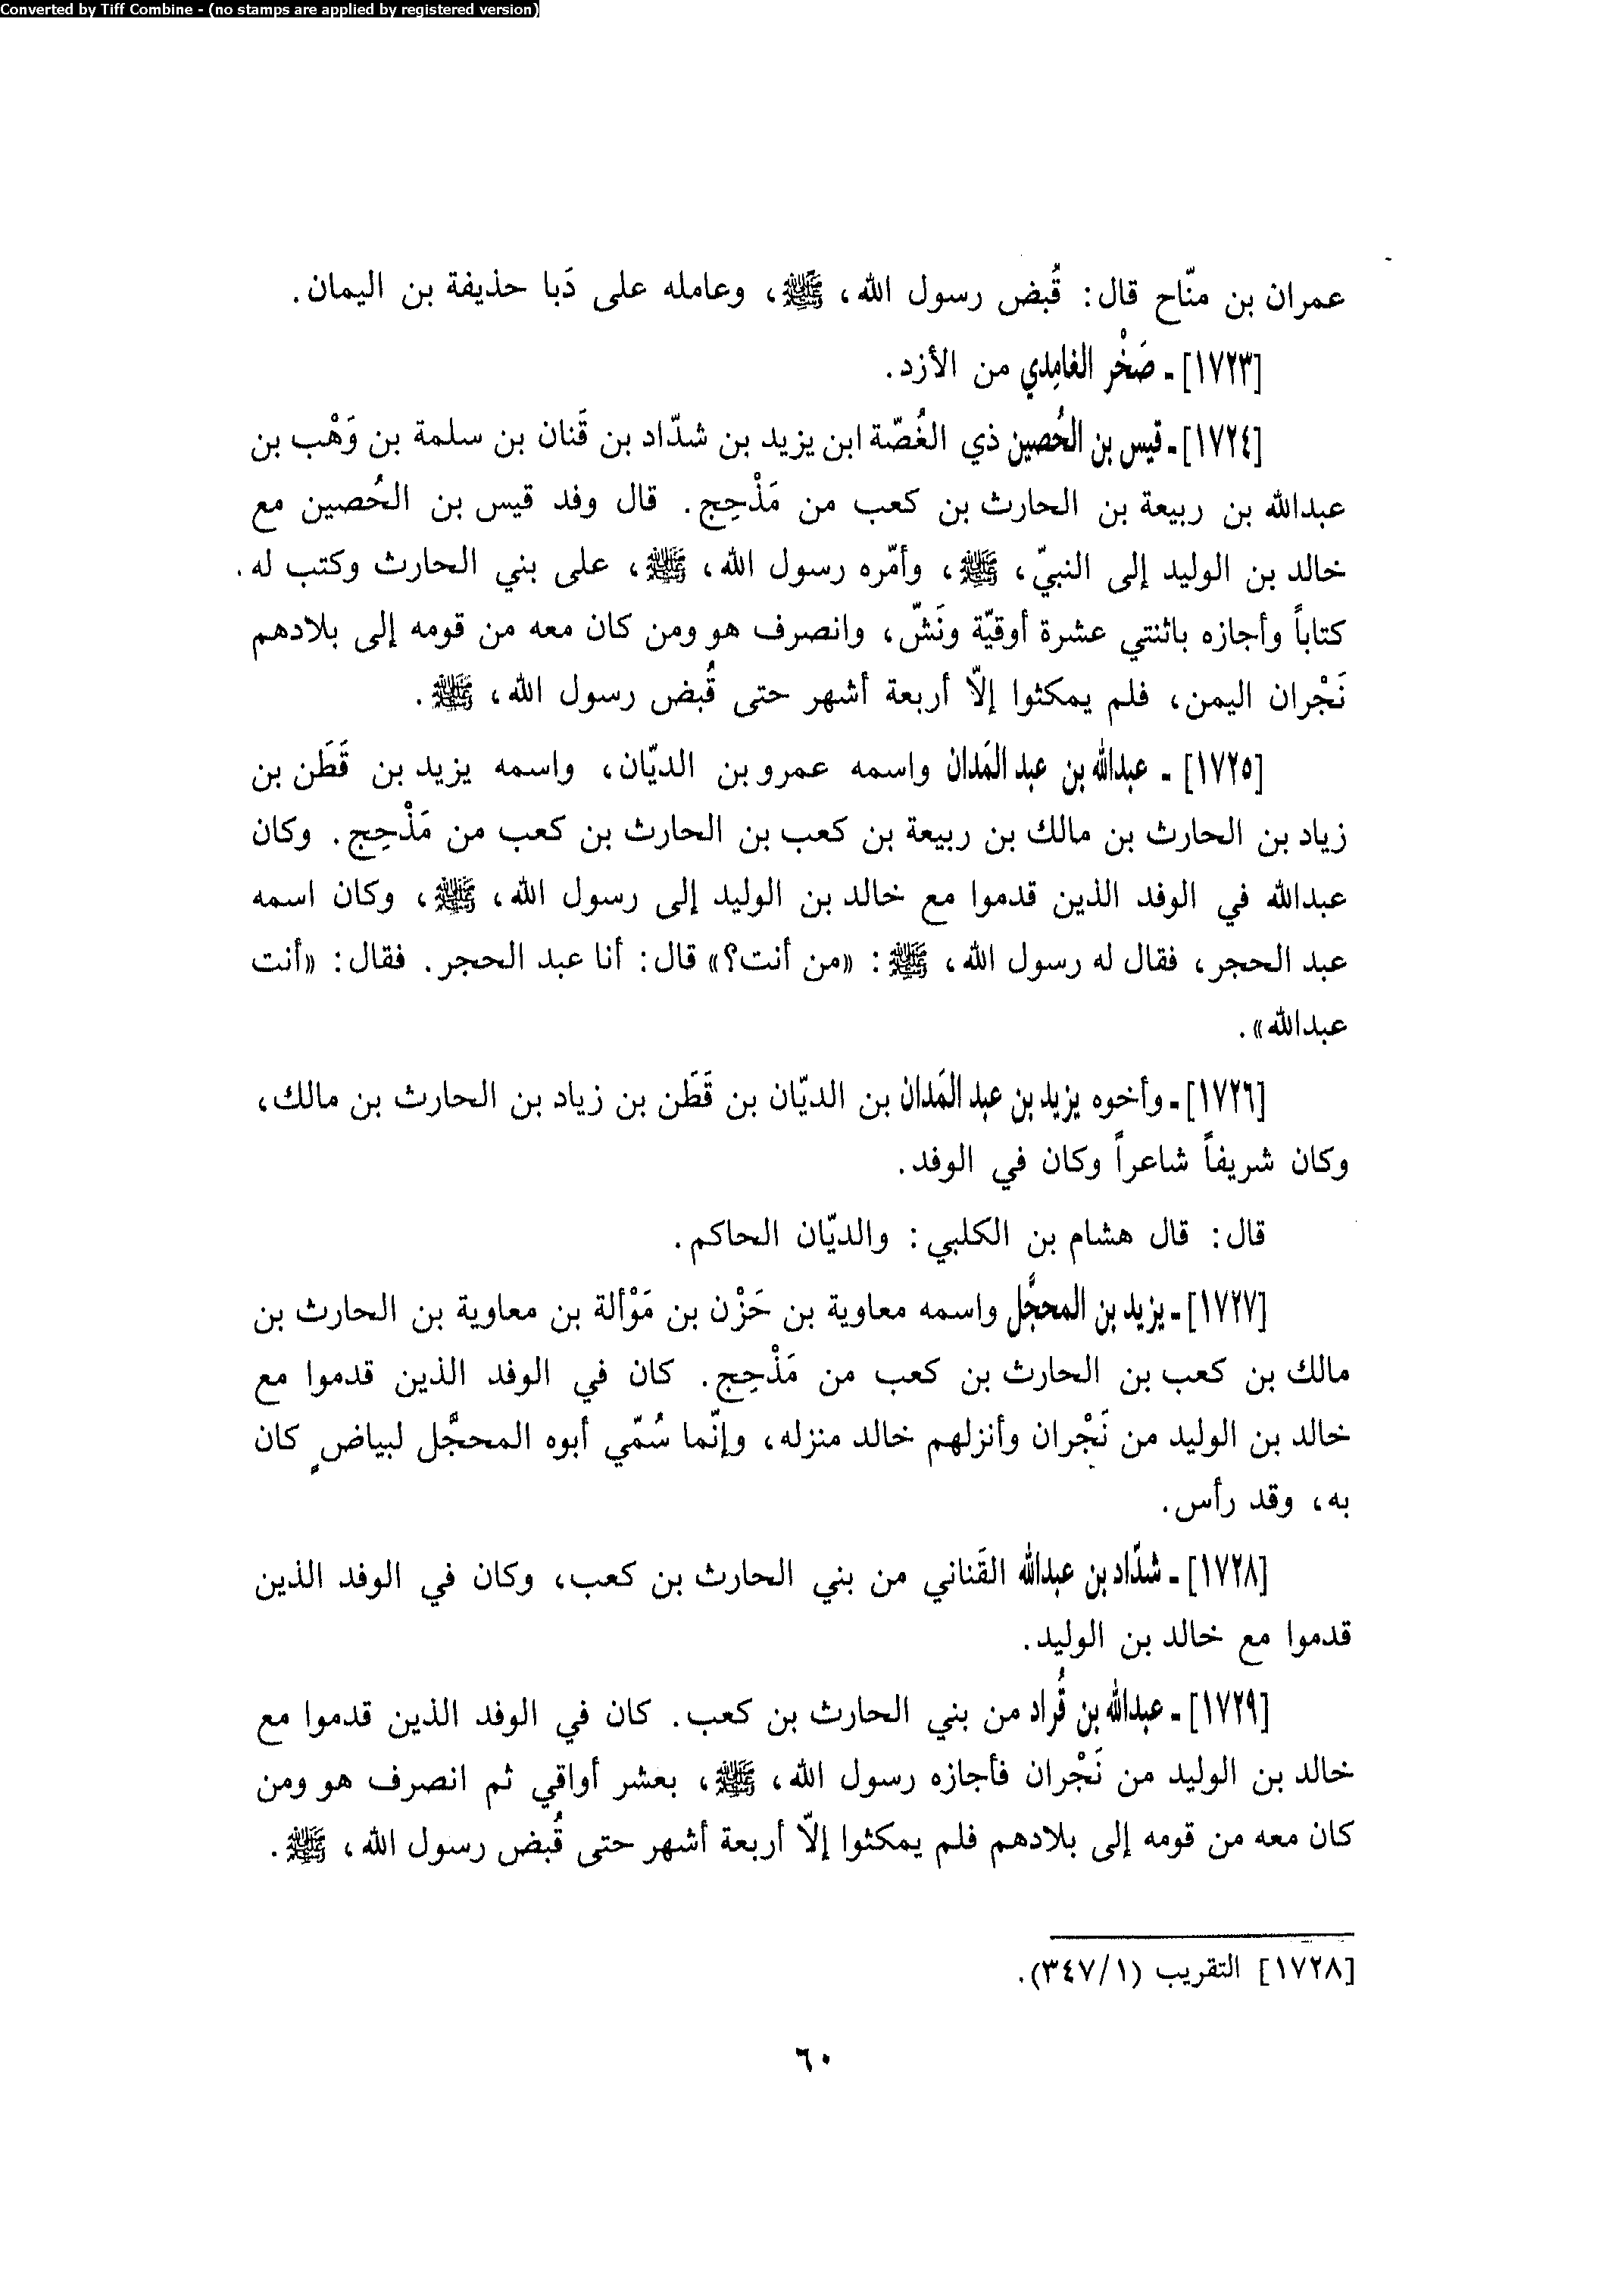 Converted by Tiff Combine - (no stamps are applied by registered version)
عمران بن منّاح قال: قُبض رسول الله، ﷺ، وعامله على دَبا حذيفة بن اليمان.
[١٧٢٣] ـ صَخْر الغامِدي من الأزد.
[١٧٢٤] ـ قيس بن الحُصين ذي الغُصّة ابن يزيد بن شدّاد بن قَنان بن سلمة بن وَهْب بن
عبدالله بن ربيعة بن الحارث بن كعب من مَذْحِج. قال وفد قيس بن الحُصين مع
خالد بن الوليد إلى النبيّ، ﷺ، وأمّره رسول الله، ﷺ، على بني الحارث وكتب له.
كتاباً وأجازه باثنتي عشرة أوقيّة ونَشّ، وانصرف هو ومن كان معه من قومه إلى بلادهم
نَجْران اليمن، فلم يمكثوا إلاّ أربعة أشهر حتى قُبض رسول الله، ﷺ.
[١٧٢٥] ـ عبدالله بن عبد المَدان واسمه عمرو بن الديّان، واسمه يزيد بن قَطَن بن
زياد بن الحارث بن مالك بن ربيعة بن كعب بن الحارث بن كعب من مَذْحِج. وكان
عبدالله في الوفد الذين قدموا مع خالد بن الوليد إلى رسول الله، ﷺ، وكان اسمه
عبد الحجر، فقال له رسول الله، ﷺ: «من أنت؟» قال: أنا عبد الحجر. فقال: «أنت
عبدالله».
[١٧٢٦] ـ وأخوه يزيد بن عبد المَدان بن الديّان بن قَطَن بن زياد بن الحارث بن مالك،
وكان شريفاً شاعراً وكان في الوفد.
قال: قال هشام بن الكلبي: والديّان الحاكم.
[١٧٢٧] ـ يزيد بن المحجَّل واسمه معاوية بن حَزْن بن مَوْألة بن معاوية بن الحارث بن
مالك بن كعب بن الحارث بن كعب من مَذْحِج. كان في الوفد الذين قدموا مع
خالد بن الوليد من نَجْران وأنزلهم خالد منزله، وإنّما سُمّي أبوه المحجَّل لبياضٍ كان
به، وقد رأس.
[١٧٢٨] ـ شدّاد بن عبدالله القَناني من بني الحارث بن كعب، وكان في الوفد الذين
قدموا مع خالد بن الوليد.
[١٧٢٩] ـ عبدالله بن قُراد من بني الحارث بن كعب. كان في الوفد الذين قدموا مع
خالد بن الوليد من نَجْران فأجازه رسول الله، ﷺ، بعشر أواقي ثم انصرف هو ومن
كان معه من قومه إلى بلادهم فلم يمكثوا إلاّ أربعة أشهر حتى قُبض رسول الله، ﷺ.
[١٧٢٨] التقريب (١/٣٤٧).
٦٠